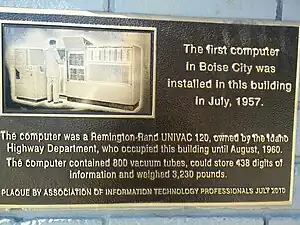 The first computer
in Boise City was
installed in this building
in July, 1957.
The computer was a Remington-Rand UNIVAC 120, owned by the Idaho
Highway Department, who occupied this building until August, 1960.
The computer contained 800 vacuum tubes, could store 438 digits of
information and weighed 3,230 pounds.
PLAQUE BY ASSOCIATION OF INFORMATION TECHNOLOGY PROFESSIONALS JULY 2010